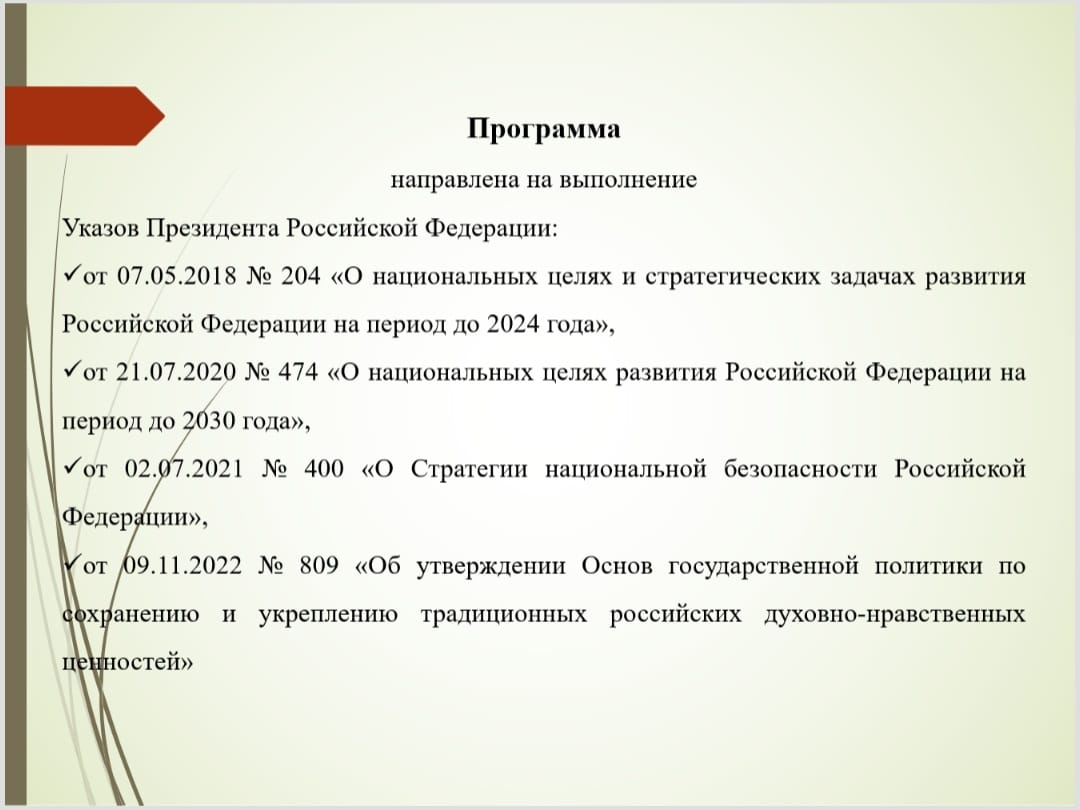 Программа
направлена на выполнение
Указов Президента Российской Федерации:
✓от 07.05.2018 № 204 «О национальных целях и стратегических задачах развития
Российской Федерации на период до 2024 года»,
✓от 21.07.2020 № 474 «О национальных целях развития Российской Федерации на
период до 2030 года»,
✓от 02.07.2021 № 400 «О Стратегии национальной безопасности Российской
Федерации»,
✓от 09.11.2022 № 809 «Об утверждении Основ государственной политики по
сохранению и укреплению традиционных российских духовно-нравственных
ценностей»